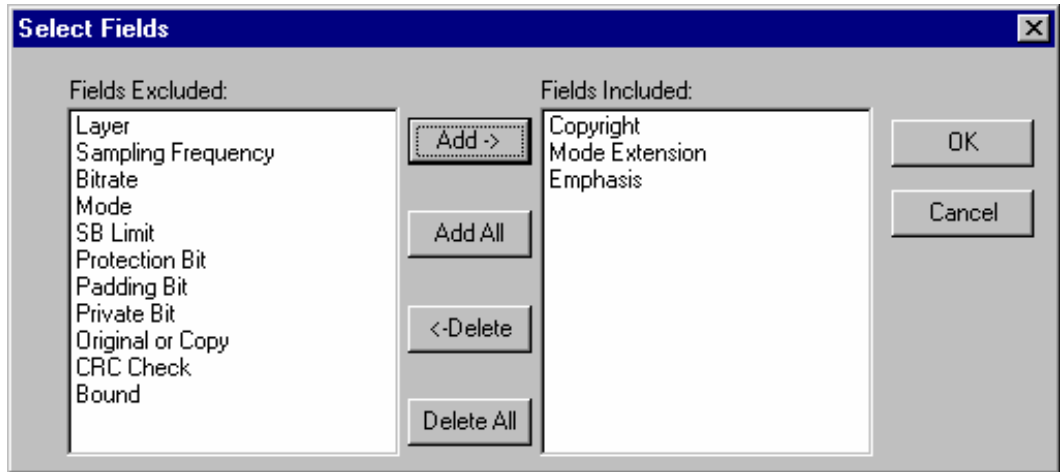 Select Fields
Fields Excluded:
Layer
Sampling Frequency
Bitrate
Mode
SB Limit
Protection Bit
Padding Bit
Private Bit
Original or Copy
CRC Check
Bound
Add ->
Add All
<-Delete
Delete All
Fields Included:
Copyright
Mode Extension
Emphasis
OK
Cancel